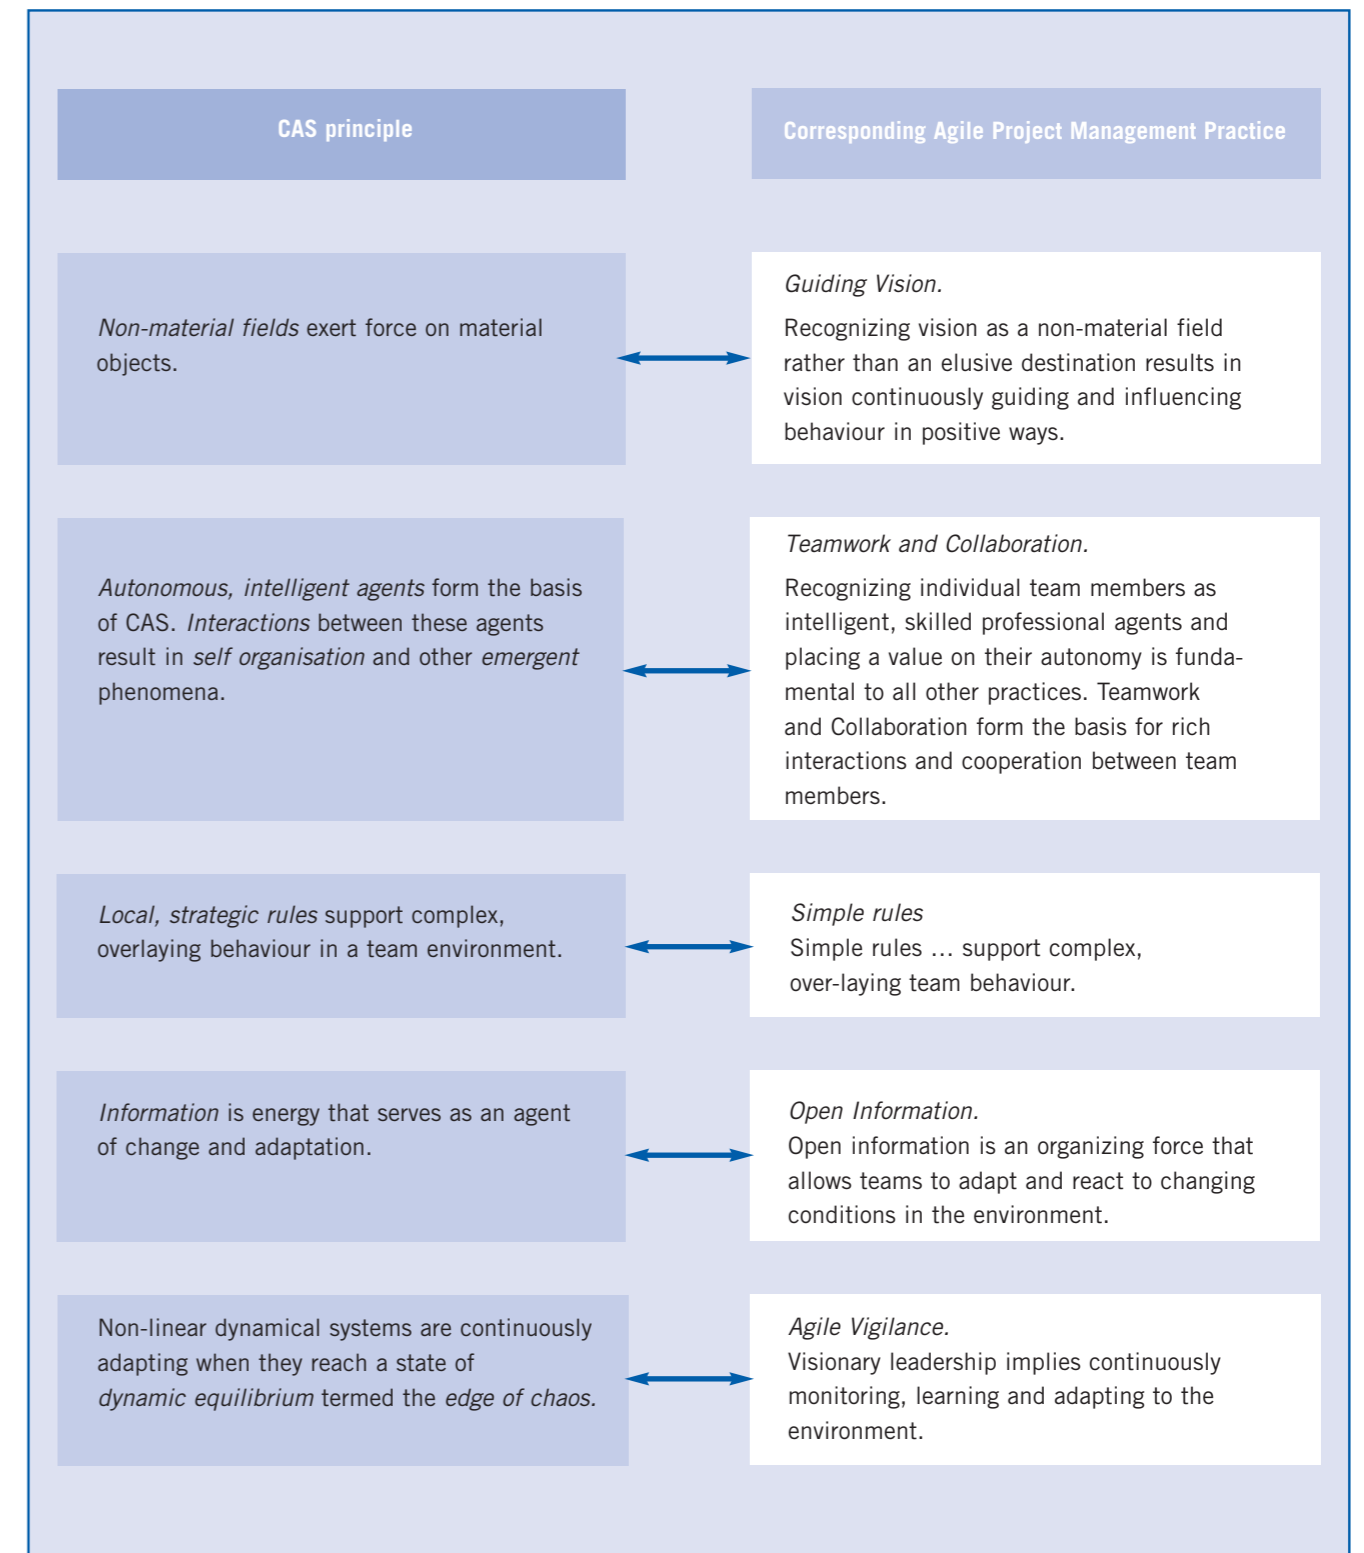 CAS principle
Corresponding Agile Project Management Practice
Non-material fields exert force on material
objects.
Guiding Vision.
Recognizing vision as a non-material field
rather than an elusive destination results in
vision continuously guiding and influencing
behaviour in positive ways.
Autonomous, intelligent agents form the basis
of CAS. Interactions between these agents
result in self organisation and other emergent
phenomena.
Teamwork and Collaboration.
Recognizing individual team members as
intelligent, skilled professional agents and
placing a value on their autonomy is funda-
mental to all other practices. Teamwork
and Collaboration form the basis for rich
interactions and cooperation between team
members.
Local, strategic rules support complex,
overlaying behaviour in a team environment.
Simple rules
Simple rules … support complex,
over-laying team behaviour.
Information is energy that serves as an agent
of change and adaptation.
Open Information.
Open information is an organizing force that
allows teams to adapt and react to changing
conditions in the environment.
Non-linear dynamical systems are continuously
adapting when they reach a state of
dynamic equilibrium termed the edge of chaos.
Agile Vigilance.
Visionary leadership implies continuously
monitoring, learning and adapting to the
environment.